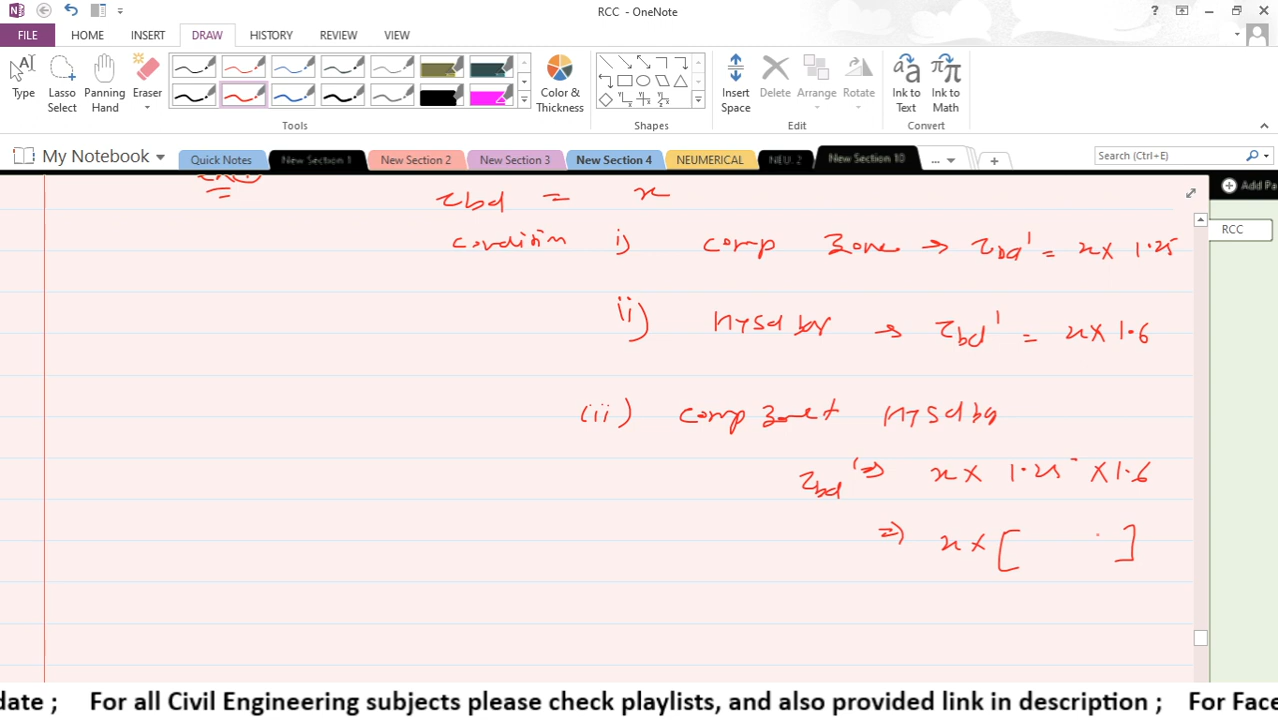 RCC - OneNote
FILE HOME INSERT DRAW HISTORY REVIEW VIEW
Type
Lasso Select
Panning Hand
Eraser
Color & Thickness
Insert Space
Delete
Arrange
Rotate
Ink to Text
Ink to Math
Tools Shapes Edit Convert
My Notebook Quick Notes New Section 1 New Section 2 New Section 3 New Section 4 NEUMERICAL NEU. 2 New Section 10 ... + Search (Ctrl+E)
Add Pa
RCC
τbd = x
condition i) comp zone → τbd' = x× 1.25
ii) HYSD bar → τbd' = x× 1.6
(iii) comp zone + HYSD bar
τbd' ⇒ x× 1.25 × 1.6
⇒ x × [ ]
date ; For all Civil Engineering subjects please check playlists, and also provided link in description ; For Face